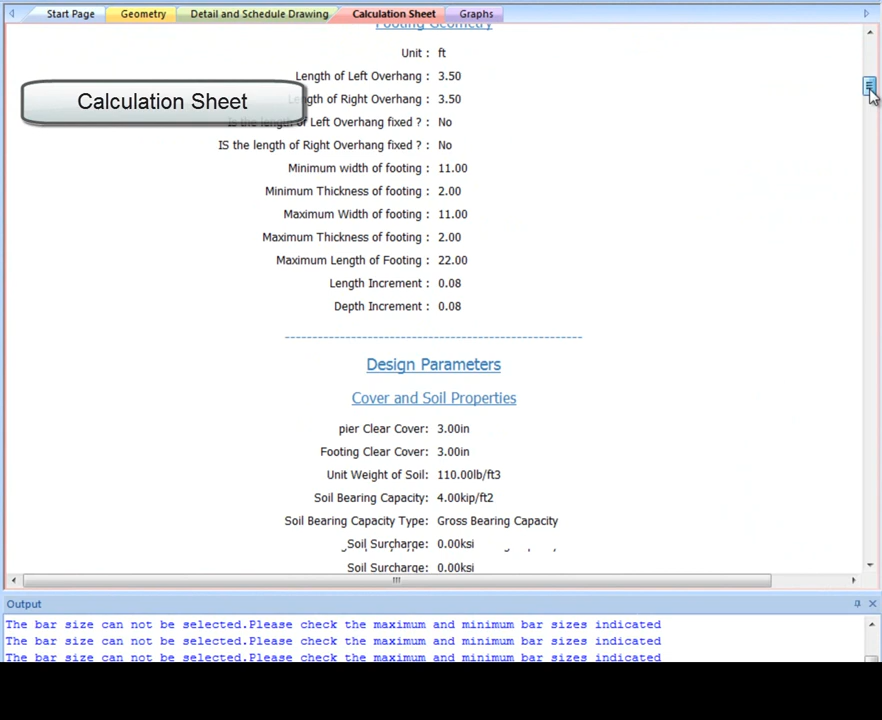 Start Page Geometry Detail and Schedule Drawing Calculation Sheet Graphs
Footing Geometry
Unit : ft
Length of Left Overhang : 3.50
Calculation Sheet
ngth of Right Overhang : 3.50
Is the length of Left Overhang fixed ? : No
IS the length of Right Overhang fixed ? : No
Minimum width of footing : 11.00
Minimum Thickness of footing : 2.00
Maximum Width of footing : 11.00
Maximum Thickness of footing : 2.00
Maximum Length of Footing : 22.00
Length Increment : 0.08
Depth Increment : 0.08
Design Parameters
Cover and Soil Properties
pier Clear Cover: 3.00in
Footing Clear Cover: 3.00in
Unit Weight of Soil: 110.00lb/ft3
Soil Bearing Capacity: 4.00kip/ft2
Soil Bearing Capacity Type: Gross Bearing Capacity
Soil Surcharge: 0.00ksi
Soil Surcharge: 0.00ksi
Output
The bar size can not be selected.Please check the maximum and minimum bar sizes indicated
The bar size can not be selected.Please check the maximum and minimum bar sizes indicated
The bar size can not be selected.Please check the maximum and minimum bar sizes indicated